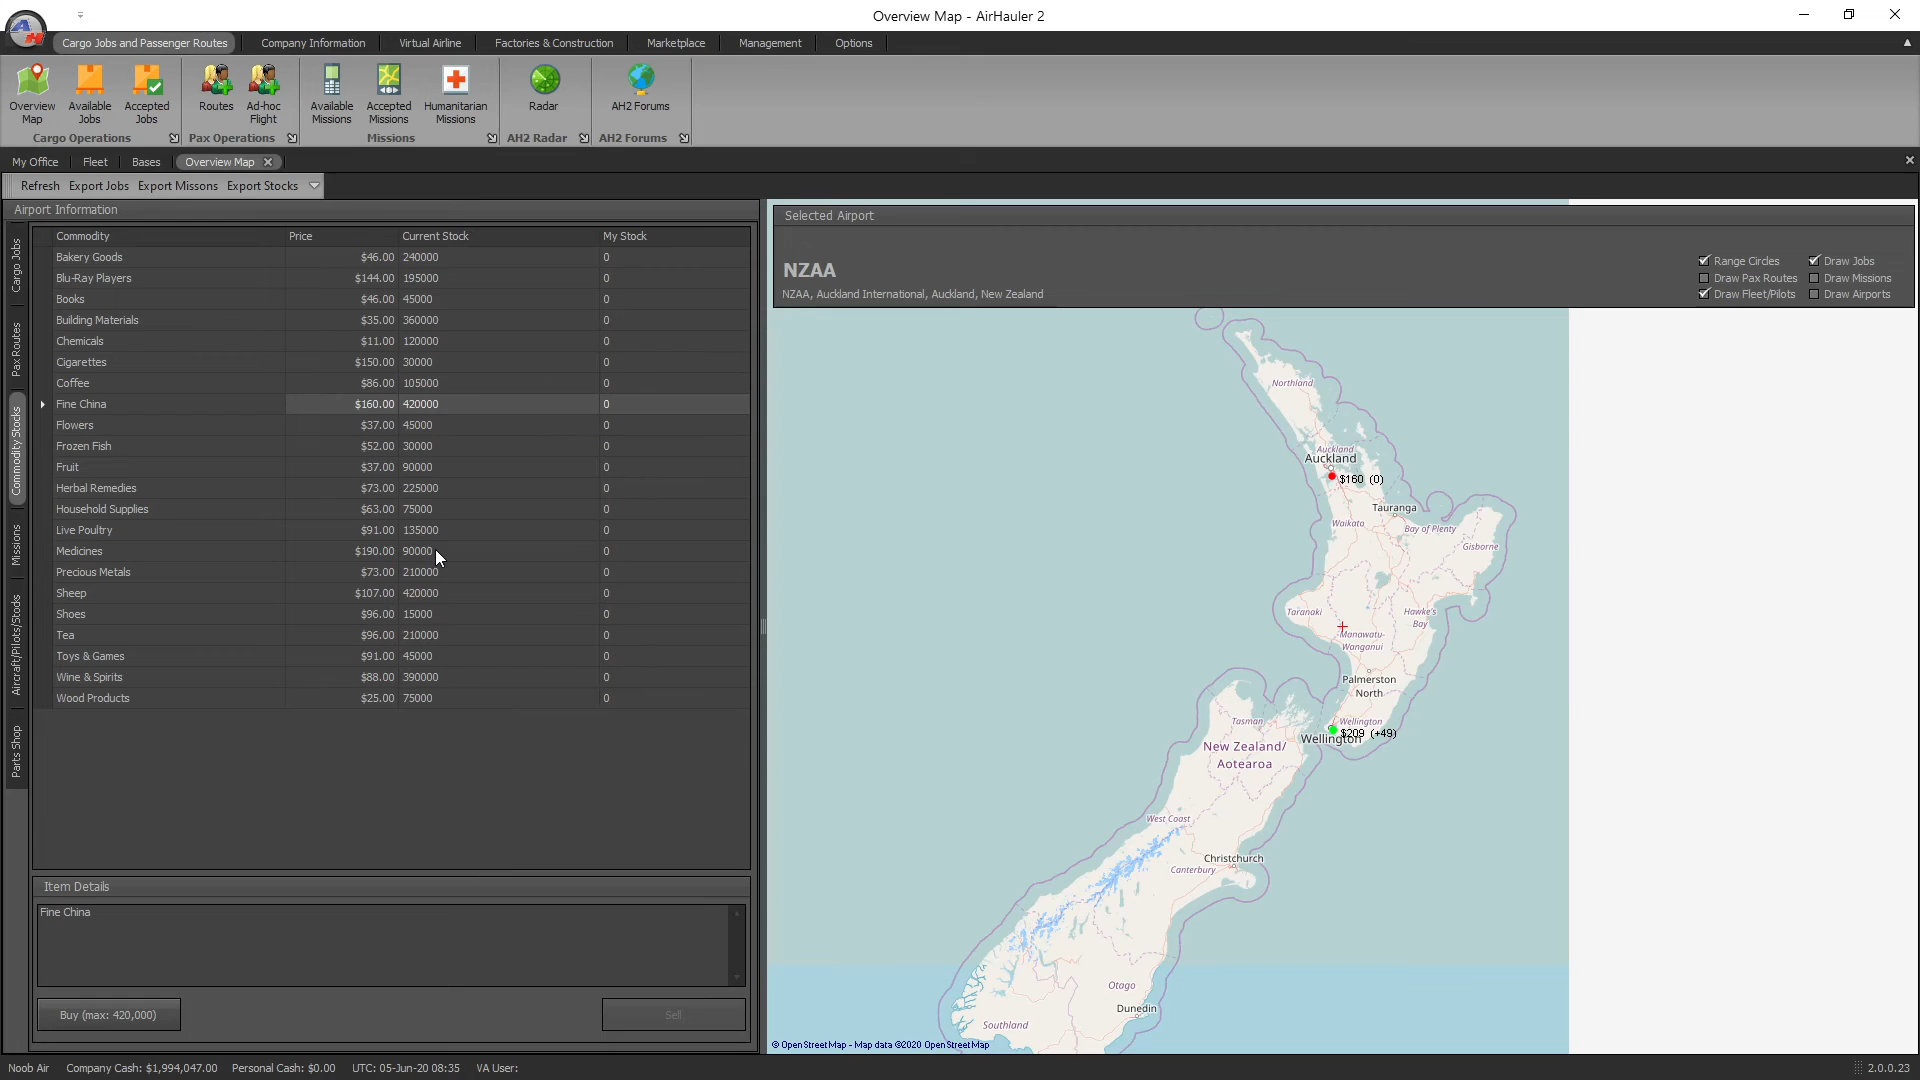 Overview Map - AirHauler 2
Cargo Jobs and Passenger Routes
Company Information
Virtual Airline
Factories & Construction
Marketplace
Management
Options
Overview Map
Available Jobs
Accepted Jobs
Routes
Ad-hoc Flight
Available Missions
Accepted Missions
Humanitarian Missions
Radar
AH2 Forums
Cargo Operations
Pax Operations
Missions
AH2 Radar
AH2 Forums
My Office
Fleet
Bases
Overview Map
Refresh
Export Jobs
Export Missons
Export Stocks
Airport Information
Cargo Jobs
Pax Routes
Commodity Stocks
Missions
Aircraft/Pilots/Stods
Parts Shop
Commodity Price Current Stock My Stock
Bakery Goods $46.00 240000 0
Blu-Ray Players $144.00 195000 0
Books $46.00 45000 0
Building Materials $35.00 360000 0
Chemicals $11.00 120000 0
Cigarettes $150.00 30000 0
Coffee $86.00 105000 0
Fine China $160.00 420000 0
Flowers $37.00 45000 0
Frozen Fish $52.00 30000 0
Fruit $37.00 90000 0
Herbal Remedies $73.00 225000 0
Household Supplies $63.00 75000 0
Live Poultry $91.00 135000 0
Medicines $190.00 90000 0
Precious Metals $73.00 210000 0
Sheep $107.00 420000 0
Shoes $96.00 15000 0
Tea $96.00 210000 0
Toys & Games $91.00 45000 0
Wine & Spirits $88.00 390000 0
Wood Products $25.00 75000 0
Item Details
Fine China
Buy (max: 420,000)
Sell
Selected Airport
NZAA
NZAA, Auckland International, Auckland, New Zealand
Range Circles
Draw Jobs
Draw Pax Routes
Draw Missions
Draw Fleet/Pilots
Draw Airports
Northland
Auckland
Auckland
$160 (0)
Tauranga
Waikato
Bay of Plenty
Gisborne
Taranaki
Hawke's
Bay
Manawatu-
Wanganui
Palmerston
North
Tasman
Wellington
Wellington
$209 (+49)
New Zealand/
Aotearoa
West Coast
Christchurch
Canterbury
Otago
Dunedin
Southland
© OpenStreetMap - Map data ©2020 OpenStreetMap
Noob Air
Company Cash: $1,994,047.00
Personal Cash: $0.00
UTC: 05-Jun-20 08:35
VA User:
2.0.0.23